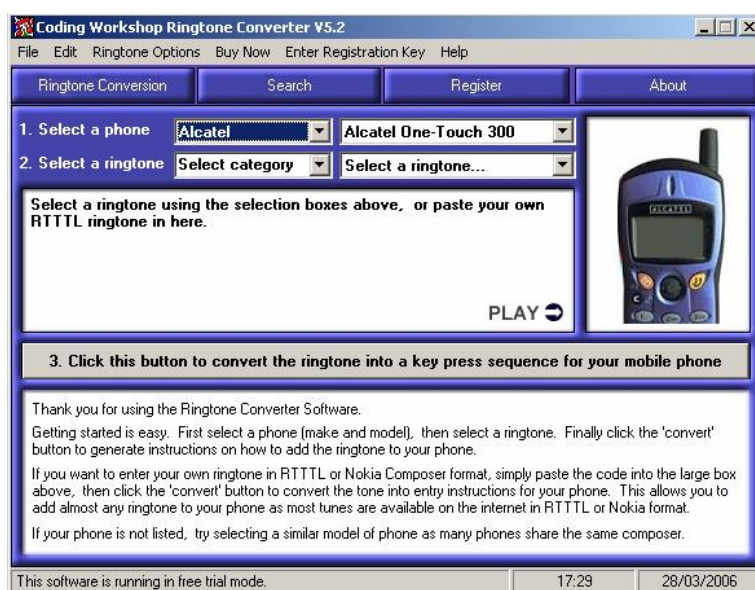 Coding Workshop Ringtone Converter V5.2
File Edit Ringtone Options Buy Now Enter Registration Key Help
Ringtone Conversion Search Register About
1. Select a phone Alcatel Alcatel One-Touch 300
2. Select a ringtone Select category Select a ringtone...
Select a ringtone using the selection boxes above, or paste your own
RTTTL ringtone in here.
ALCATEL
PLAY
3. Click this button to convert the ringtone into a key press sequence for your mobile phone
Thank you for using the Ringtone Converter Software.
Getting started is easy. First select a phone (make and model), then select a ringtone. Finally click the 'convert'
button to generate instructions on how to add the ringtone to your phone.
If you want to enter your own ringtone in RTTTL or Nokia Composer format, simply paste the code into the large box
above, then click the 'convert' button to convert the tone into entry instructions for your phone. This allows you to
add almost any ringtone to your phone as most tunes are available on the internet in RTTTL or Nokia format.
If your phone is not listed, try selecting a similar model of phone as many phones share the same composer.
This software is running in free trial mode. 17:29 28/03/2006